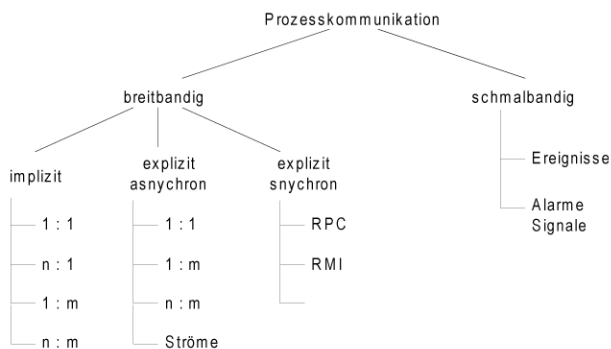 Prozesskommunikation
breitbandig
schmalbandig
implizit
1 : 1
n : 1
1 : m
n : m
explizit
asnychron
1 : 1
1 : m
n : m
Ströme
explizit
snychron
RPC
RMI
Ereignisse
Alarme
Signale